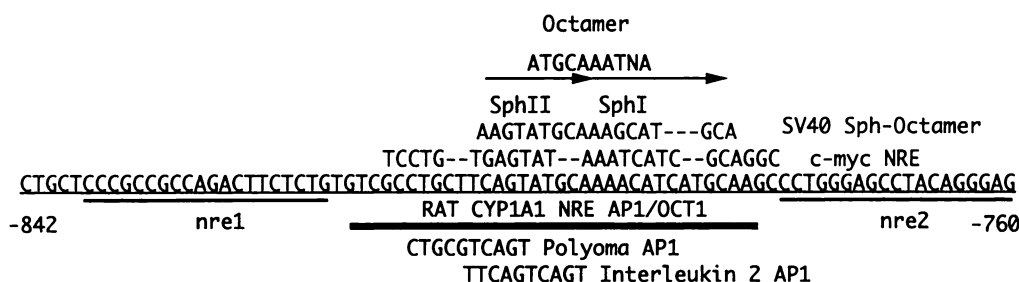 Octamer
ATGCAAATNA
SphII SphI
AAGTATGCAAAGCAT---GCA SV40 Sph-Octamer
TCCTG--TGAGTAT--AAATCATC--GCAGGC c-myc NRE
CTGCTCCCGCCGCCAGACTTCTCTGTGTCGCCTGCTTCAGTATGCAAAACATCATGCAAGCCCTGGGAGCCTACAGGGAG
-842 nre1 RAT CYP1A1 NRE AP1/OCT1 nre2 -760
CTGCGTCAGT Polyoma AP1
TTCAGTCAGT Interleukin 2 AP1